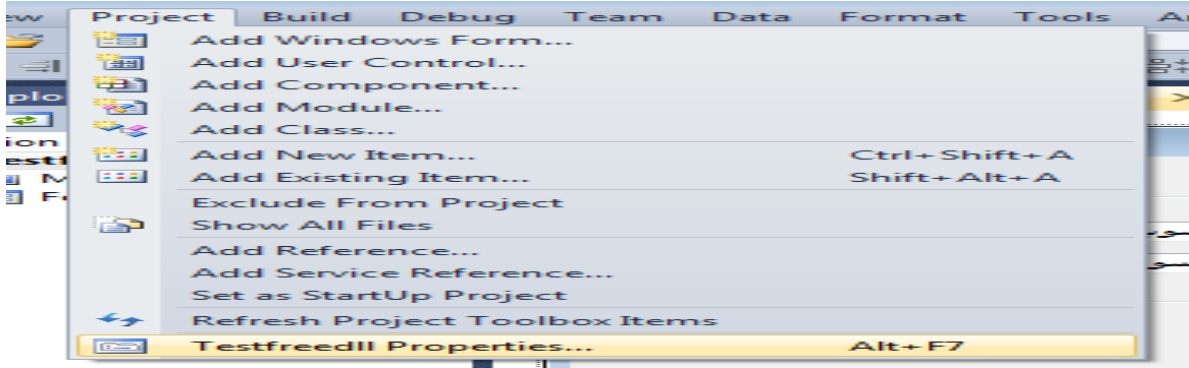 Project Build Debug Team Data Format Tools
Add Windows Form...
Add User Control...
Add Component...
Add Module...
Add Class...
Add New Item... Ctrl+Shift+A
Add Existing Item... Shift+Alt+A
Exclude From Project
Show All Files
Add Reference...
Add Service Reference...
Set as StartUp Project
Refresh Project Toolbox Items
Testfreedll Properties... Alt+F7